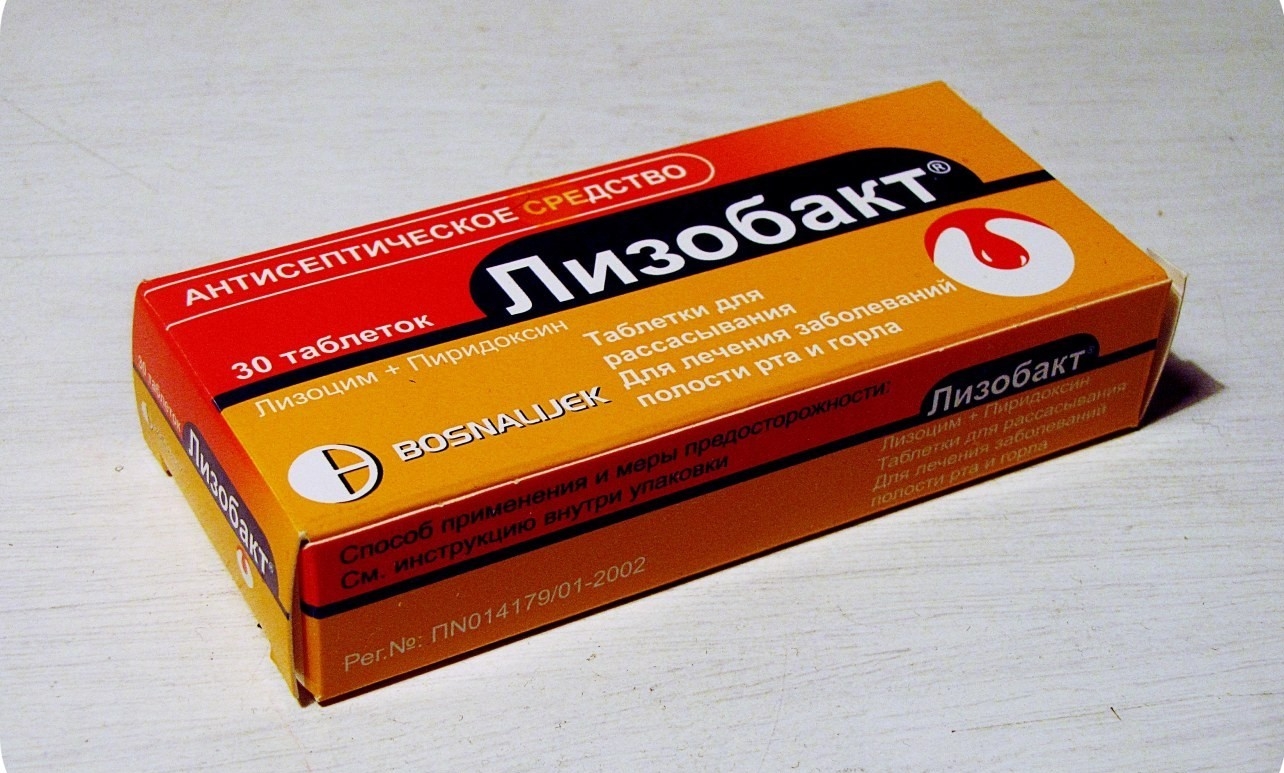 АНТИСЕПТИЧЕСКОЕ СРЕДСТВО
Лизобакт®
30 таблеток
Лизоцим + Пиридоксин
Таблетки для
рассасывания
Для лечения заболеваний
полости рта и горла
BOSNALIJEK
30 таблеток
Лизобакт®
Способ применения и меры предосторожности:
См. инструкцию внутри упаковки
Рег.№: ПN014179/01-2002
Лизобакт®
Лизоцим + Пиридоксин
Таблетки для рассасывания
Для лечения заболеваний
полости рта и горла